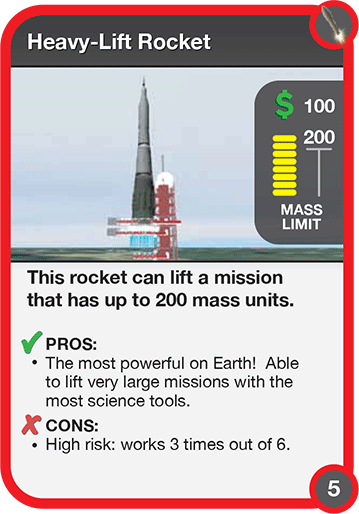 Heavy-Lift Rocket
$ 100
200
MASS
LIMIT
This rocket can lift a mission
that has up to 200 mass units.
PROS:
• The most powerful on Earth!  Able
to lift very large missions with the
most science tools.
CONS:
• High risk: works 3 times out of 6.
5